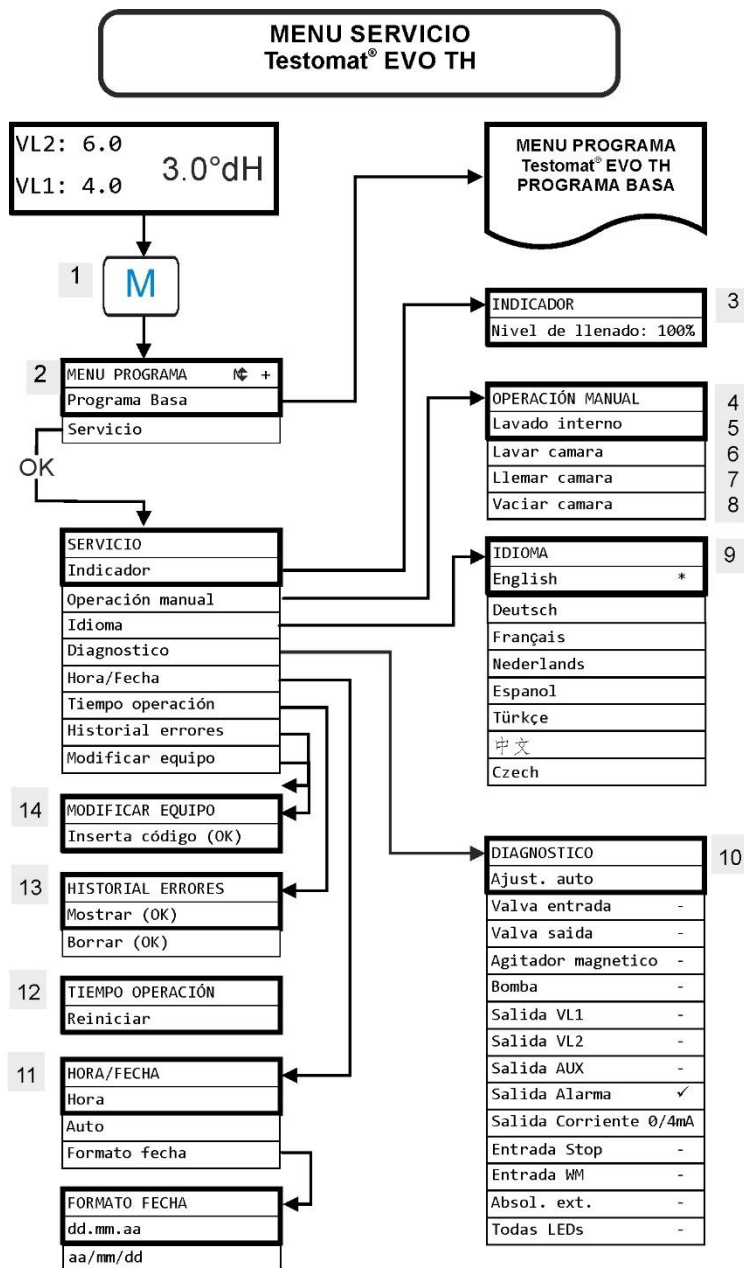 MENU SERVICIO
Testomat® EVO TH
VL2: 6.0
VL1: 4.0
3.0°dH
MENU PROGRAMA
Testomat® EVO TH
PROGRAMA BASA
1
M
2
MENU PROGRAMA +
Programa Basa
Servicio
OK
SERVICIO
Indicador
Operación manual
Idioma
Diagnostico
Hora/Fecha
Tiempo operación
Historial errores
Modificar equipo
14
MODIFICAR EQUIPO
Inserta código (OK)
13
HISTORIAL ERRORES
Mostrar (OK)
Borrar (OK)
12
TIEMPO OPERACIÓN
Reiniciar
11
HORA/FECHA
Hora
Auto
Formato fecha
FORMATO FECHA
dd.mm.aa
aa/mm/dd
INDICADOR
3
Nivel de llenado: 100%
OPERACIÓN MANUAL
4
Lavado interno
5
Lavar camara
6
Llemar camara
7
Vaciar camara
8
IDIOMA
9
English *
Deutsch
Français
Nederlands
Espanol
Türkçe
中文
Czech
DIAGNOSTICO
10
Ajust. auto
Valva entrada -
Valva saida -
Agitador magnetico -
Bomba -
Salida VL1 -
Salida VL2 -
Salida AUX -
Salida Alarma ✓
Salida Corriente 0/4mA
Entrada Stop -
Entrada WM -
Absol. ext. -
Todas LEDs -